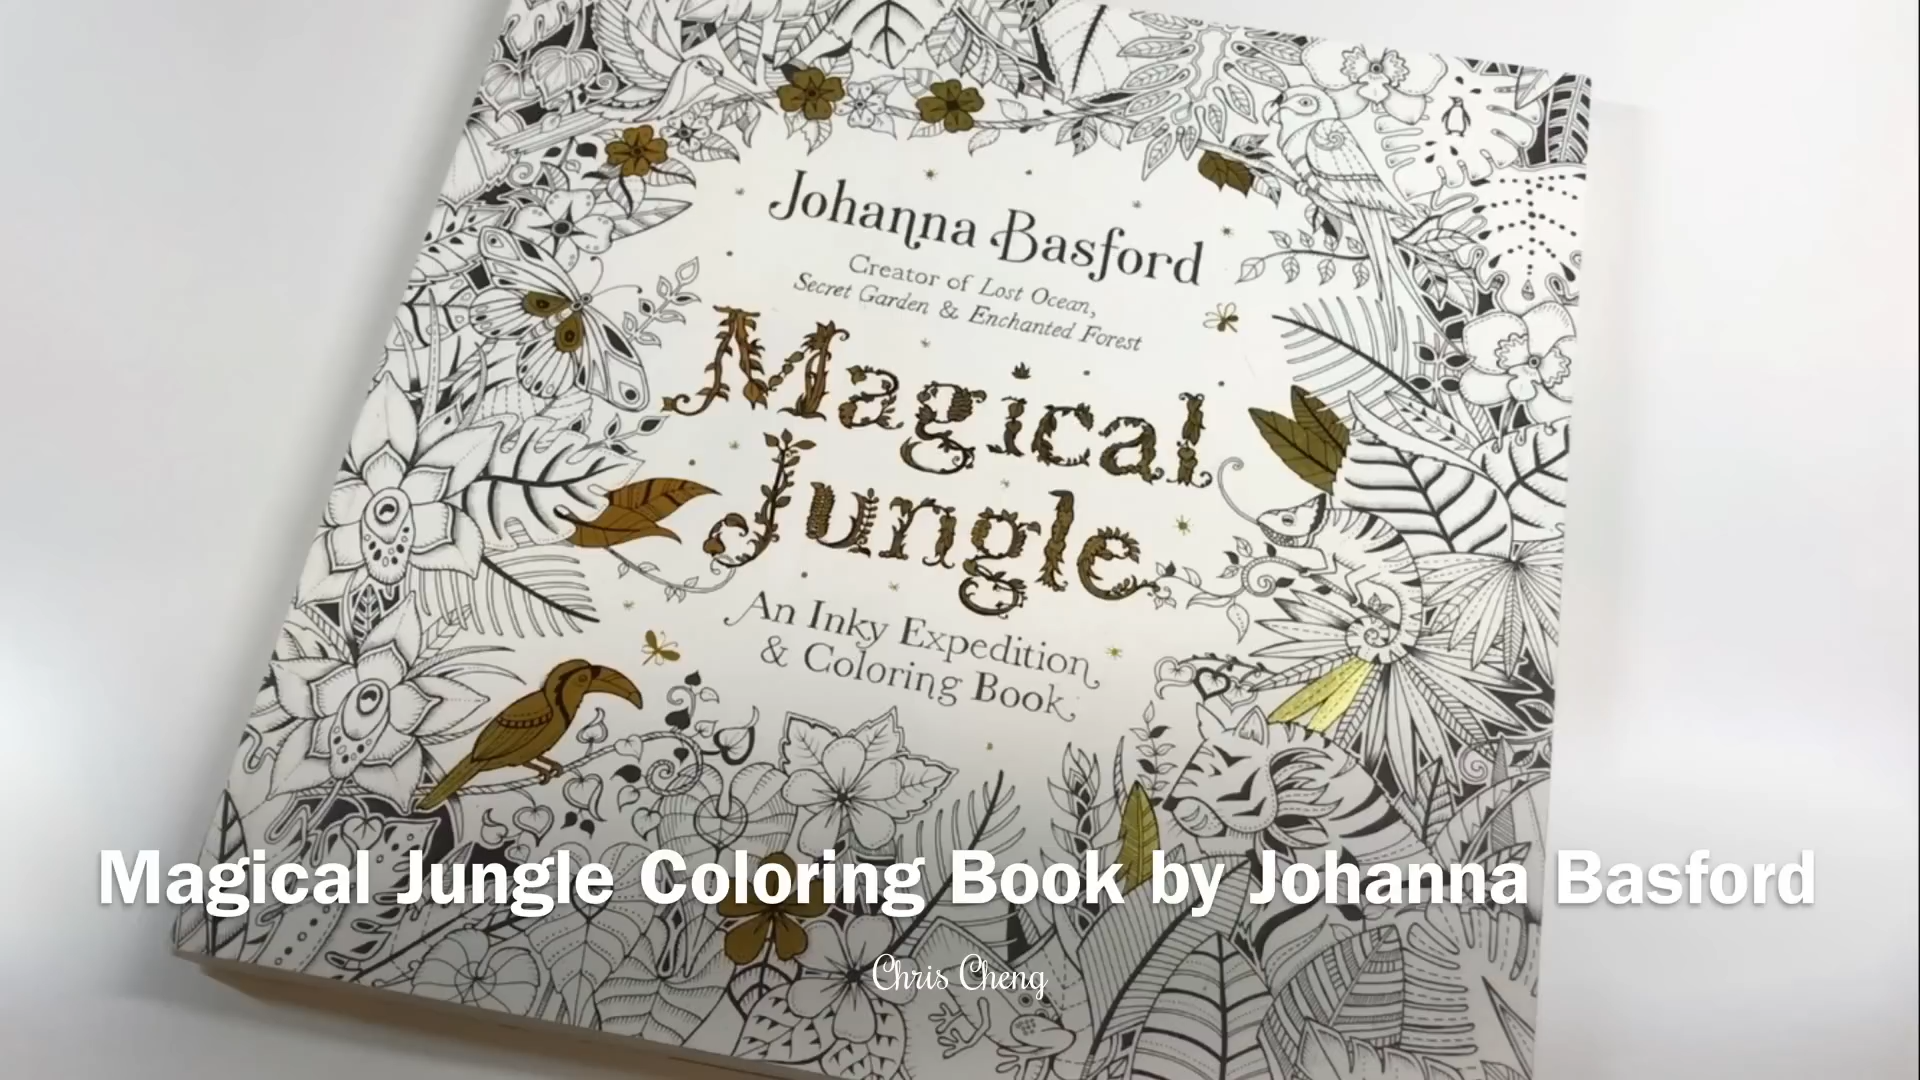 Johanna Basford
Creator of Lost Ocean,
Secret Garden & Enchanted Forest
Magical
Jungle
An Inky Expedition
& Coloring Book
Magical Jungle Coloring Book by Johanna Basford
Chris Cheng